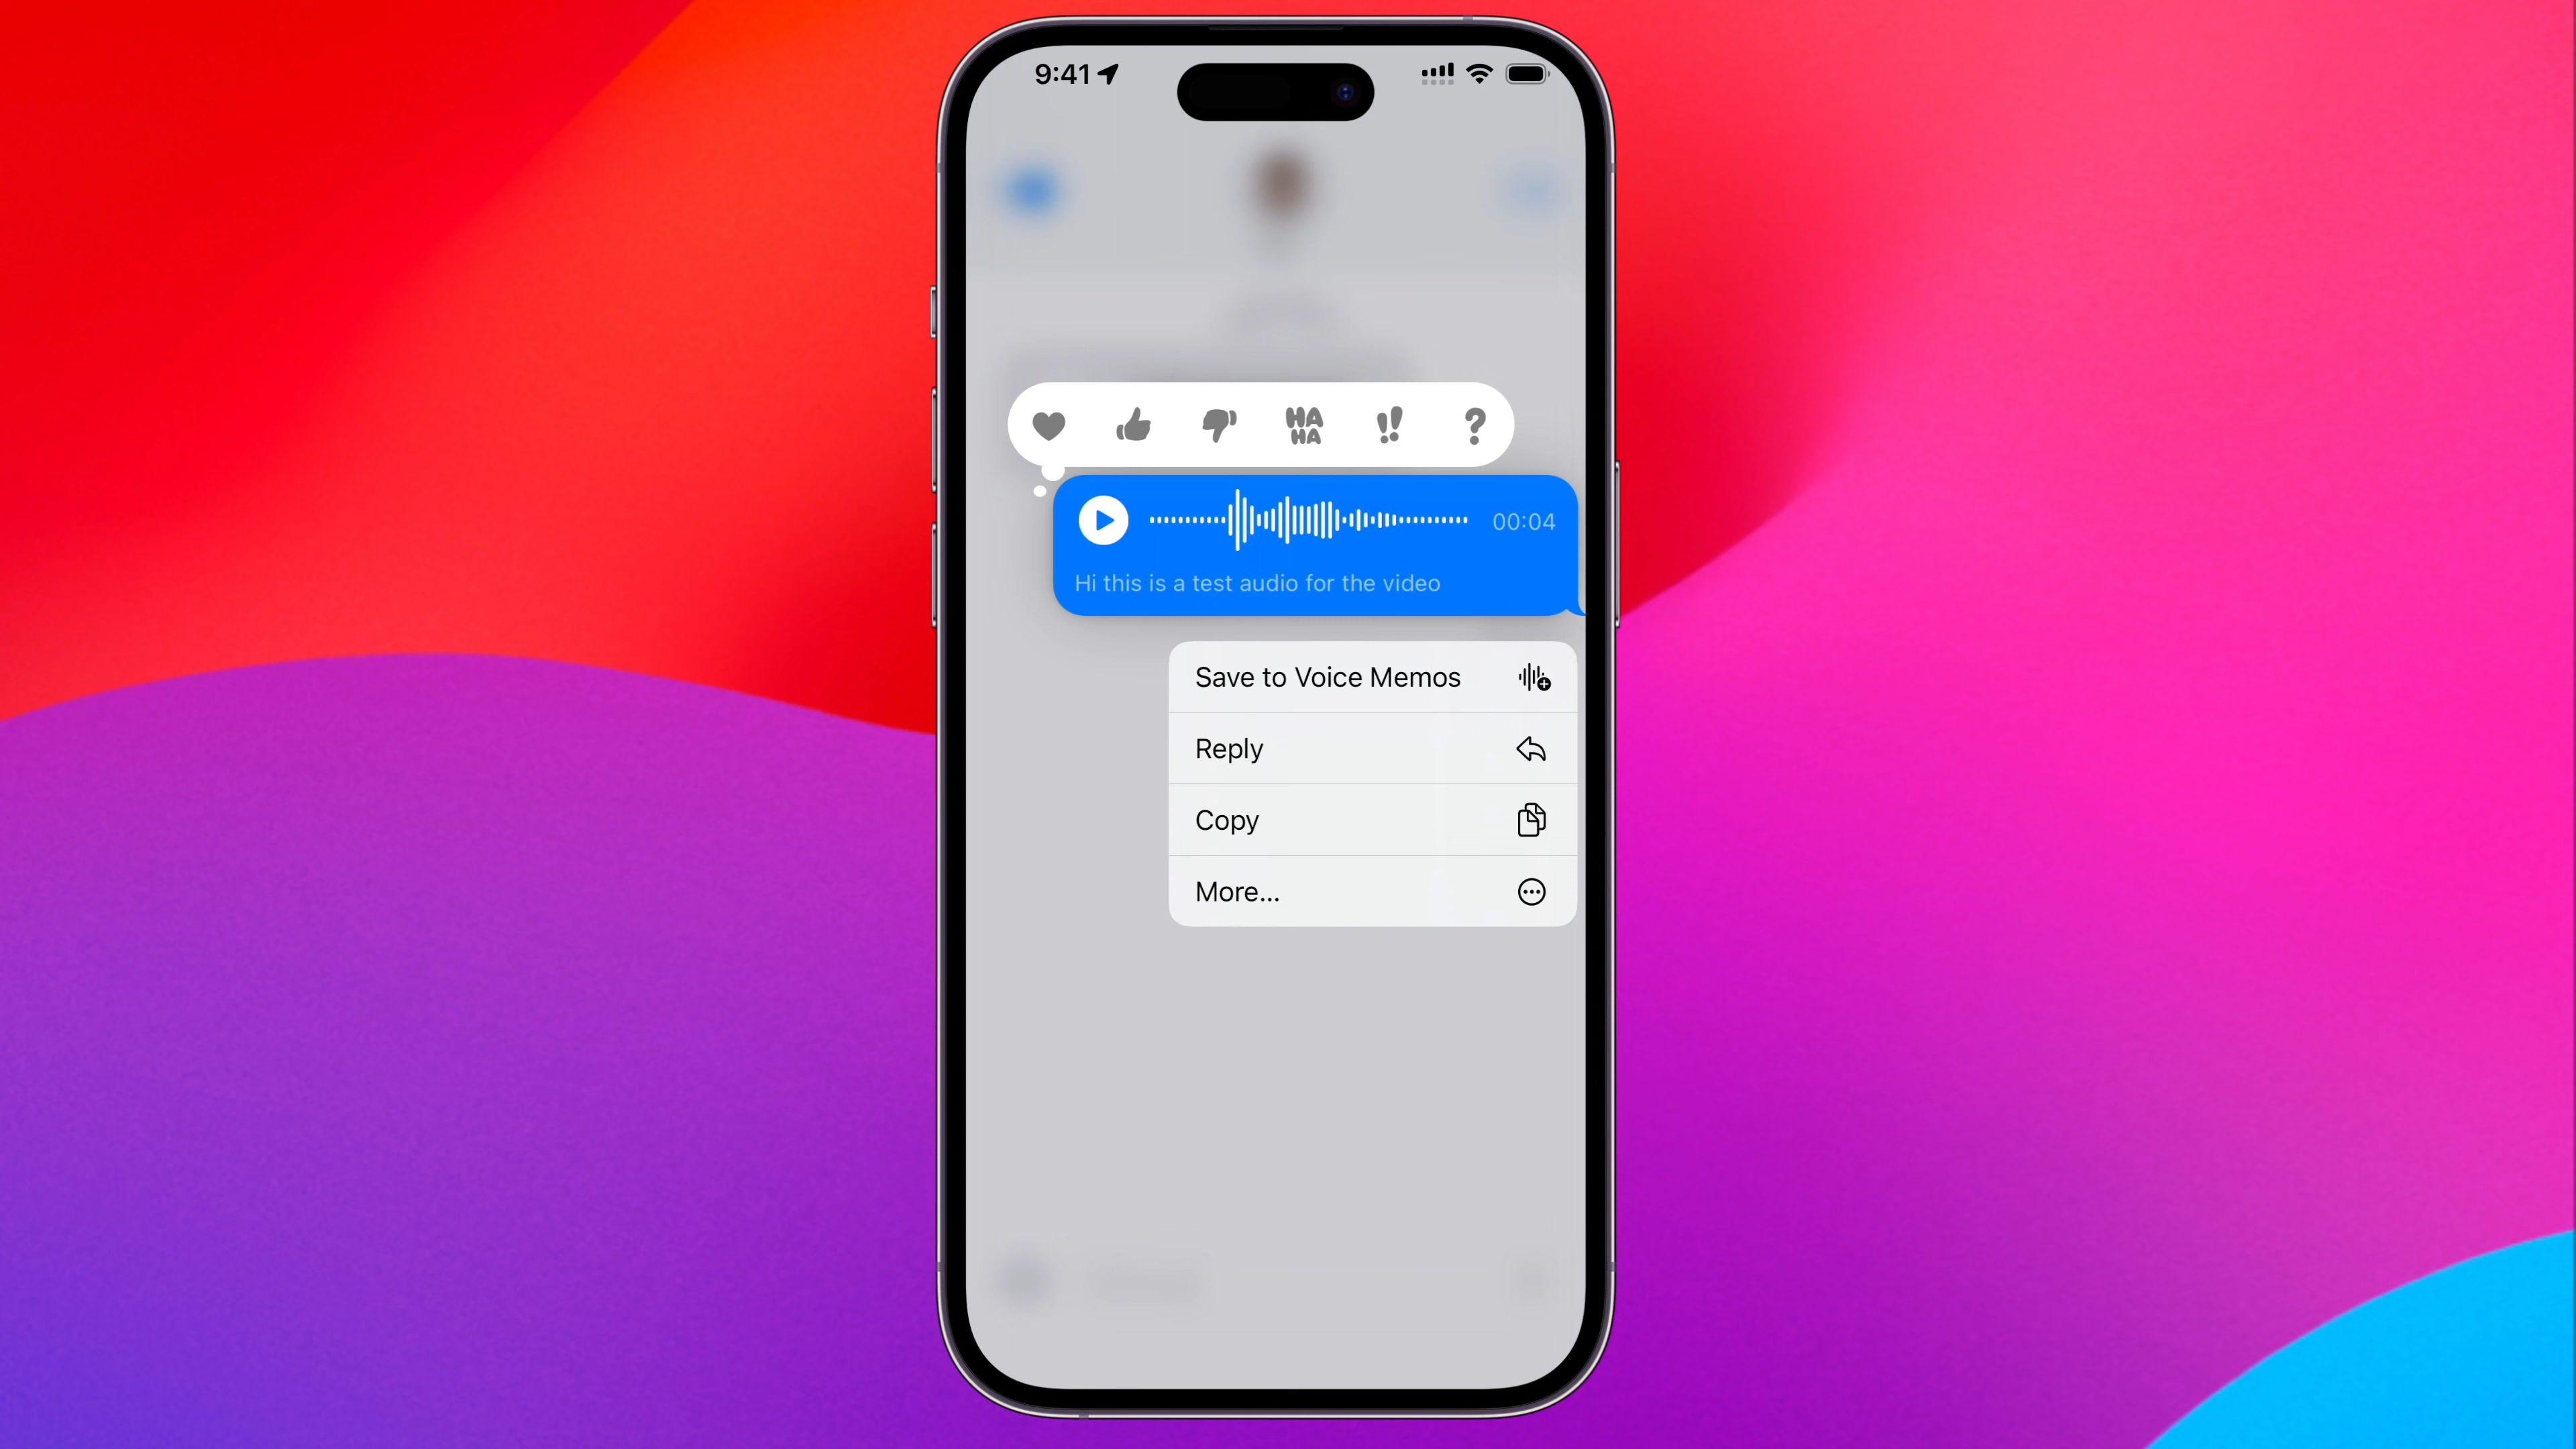 9:41
HA
HA
!!
?
00:04
Hi this is a test audio for the video
Save to Voice Memos
Reply
Copy
More...